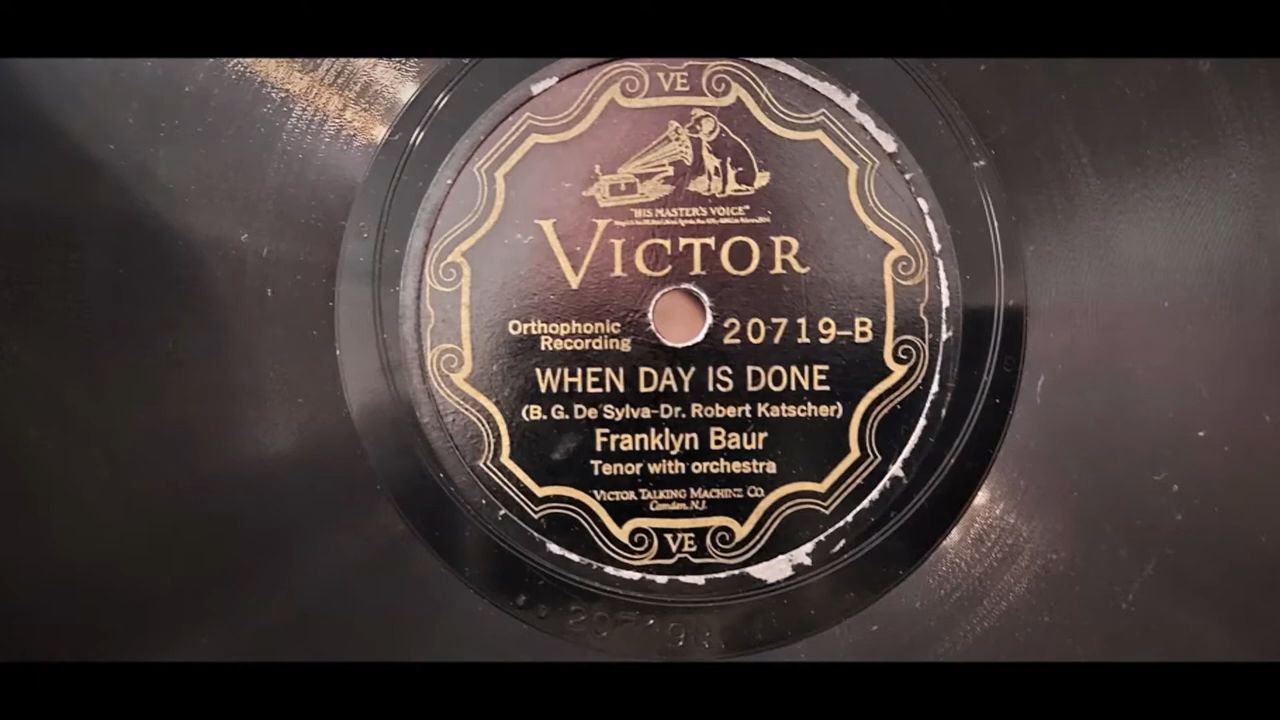 VE
"HIS MASTER'S VOICE"
VICTOR
Orthophonic
Recording
20719-B
WHEN DAY IS DONE
(B. G. De Sylva-Dr. Robert Katscher)
Franklyn Baur
Tenor with orchestra
VICTOR TALKING MACHINE CO.
Camden, N.J.
VE